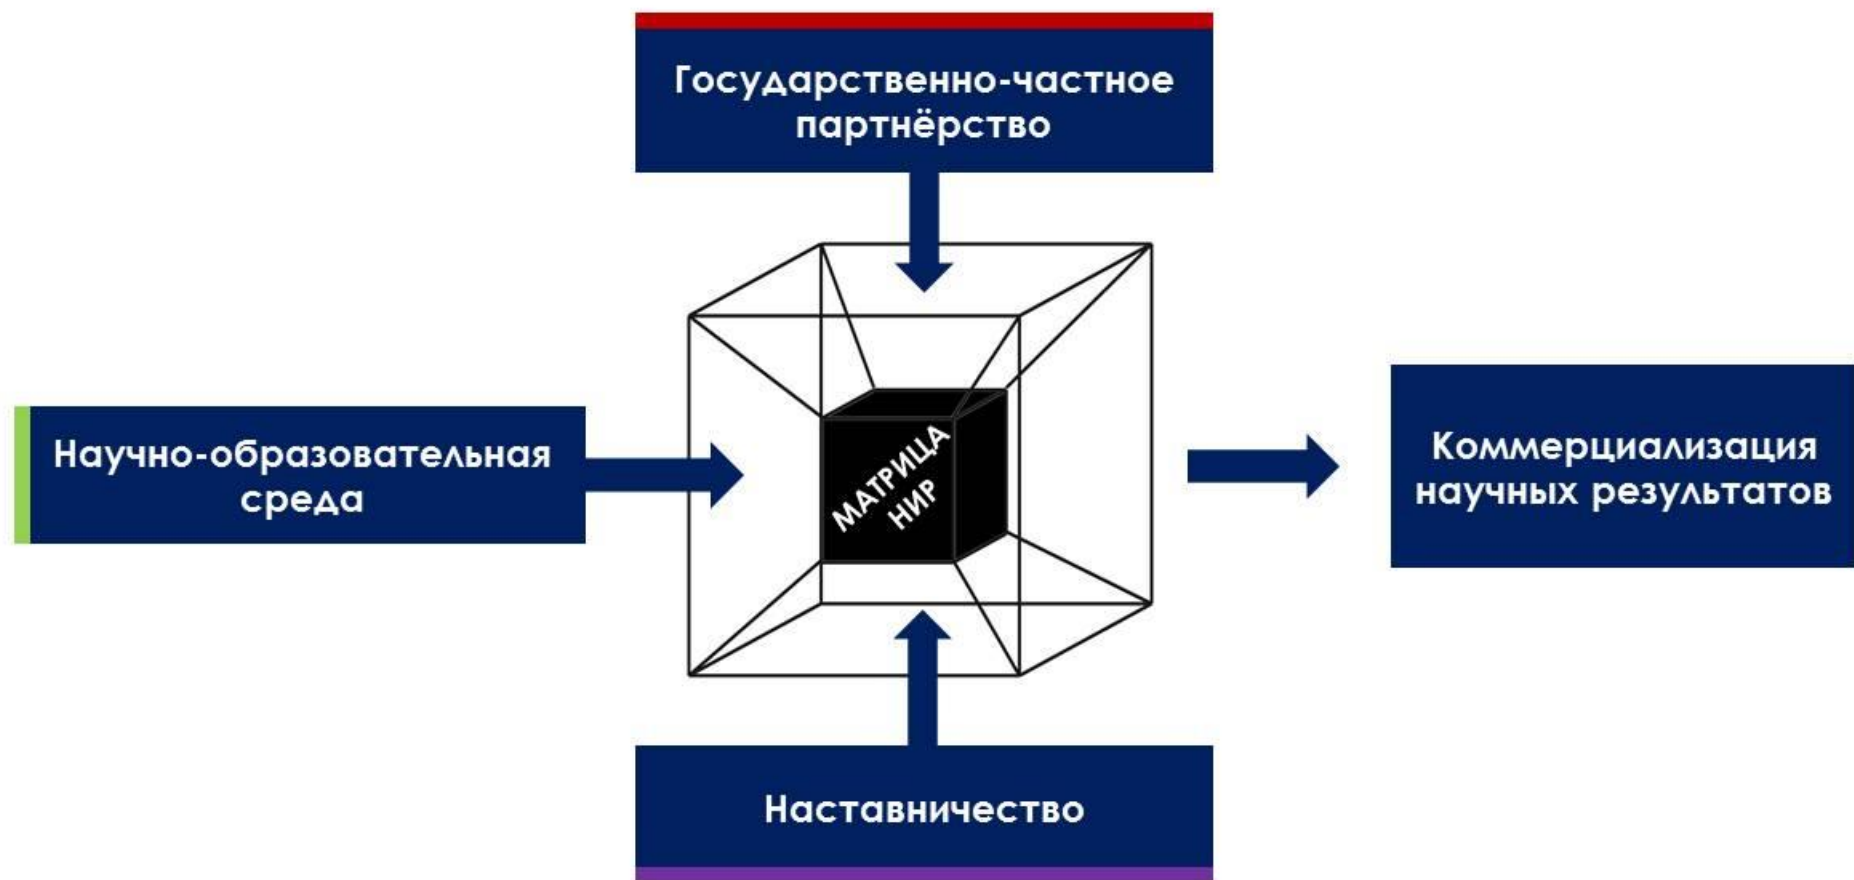 Государственно-частное
партнёрство
Научно-образовательная
среда
МАТРИЦА
НИР
Коммерциализация
научных результатов
Наставничество